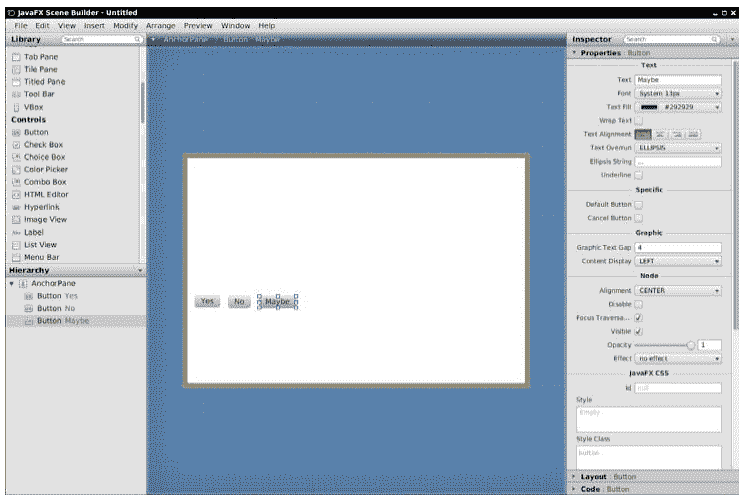 JavaFX Scene Builder - Untitled
File Edit View Insert Modify Arrange Preview Window Help
Library Search
Tab Pane
Tile Pane
Titled Pane
Tool Bar
VBox
Controls
Button
Check Box
Choice Box
Color Picker
Combo Box
HTML Editor
Hyperlink
Image View
Abc Label
List View
Menu Bar
Hierarchy
AnchorPane
Button Yes
Button No
Button Maybe
AnchorPane Button : Maybe
Yes No Maybe
Inspector Search
Properties : Button
Text
Text Maybe
Font System 13px
Text Fill #292929
Wrap Text
Text Alignment
Text Overrun ELLIPSIS
Ellipsis String ...
Underline
Specific
Default Button
Cancel Button
Graphic
Graphic Text Gap 4
Content Display LEFT
Node
Alignment CENTER
Disable
Focus Traversa...
Visible
Opacity 1
Effect no effect
JavaFX CSS
id null
Style
Empty
Style Class
button
Layout : Button
Code : Button